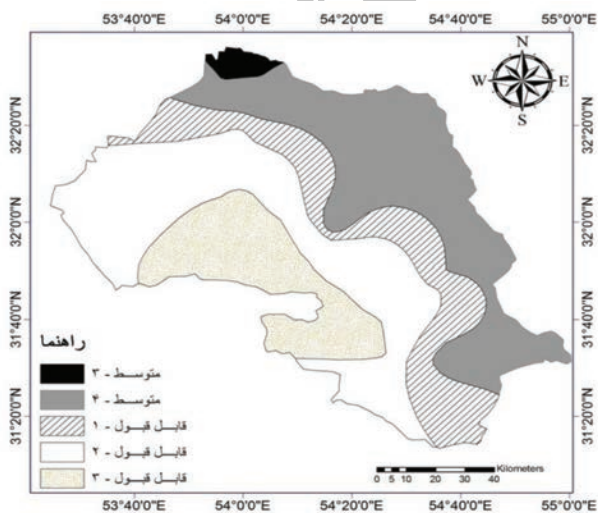 53°40'0"E 54°0'0"E 54°20'0"E 54°40'0"E 55°0'0"E
N
W E
S
32°20'0"N 32°20'0"N
32°0'0"N 32°0'0"N
31°40'0"N 31°40'0"N
31°20'0"N 31°20'0"N
راهنما
متوسط - ۳
متوسط - ۴
قابل قبول - ۱
قابل قبول - ۲
قابل قبول - ۳
Kilometers
0 5 10 20 30 40
53°40'0"E 54°0'0"E 54°20'0"E 54°40'0"E 55°0'0"E